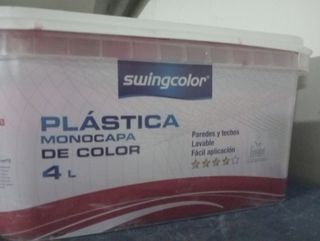 swingcolor®
PLÁSTICA
MONOCAPA
DE COLOR
4 L
Paredes y techos
Lavable
Fácil aplicación